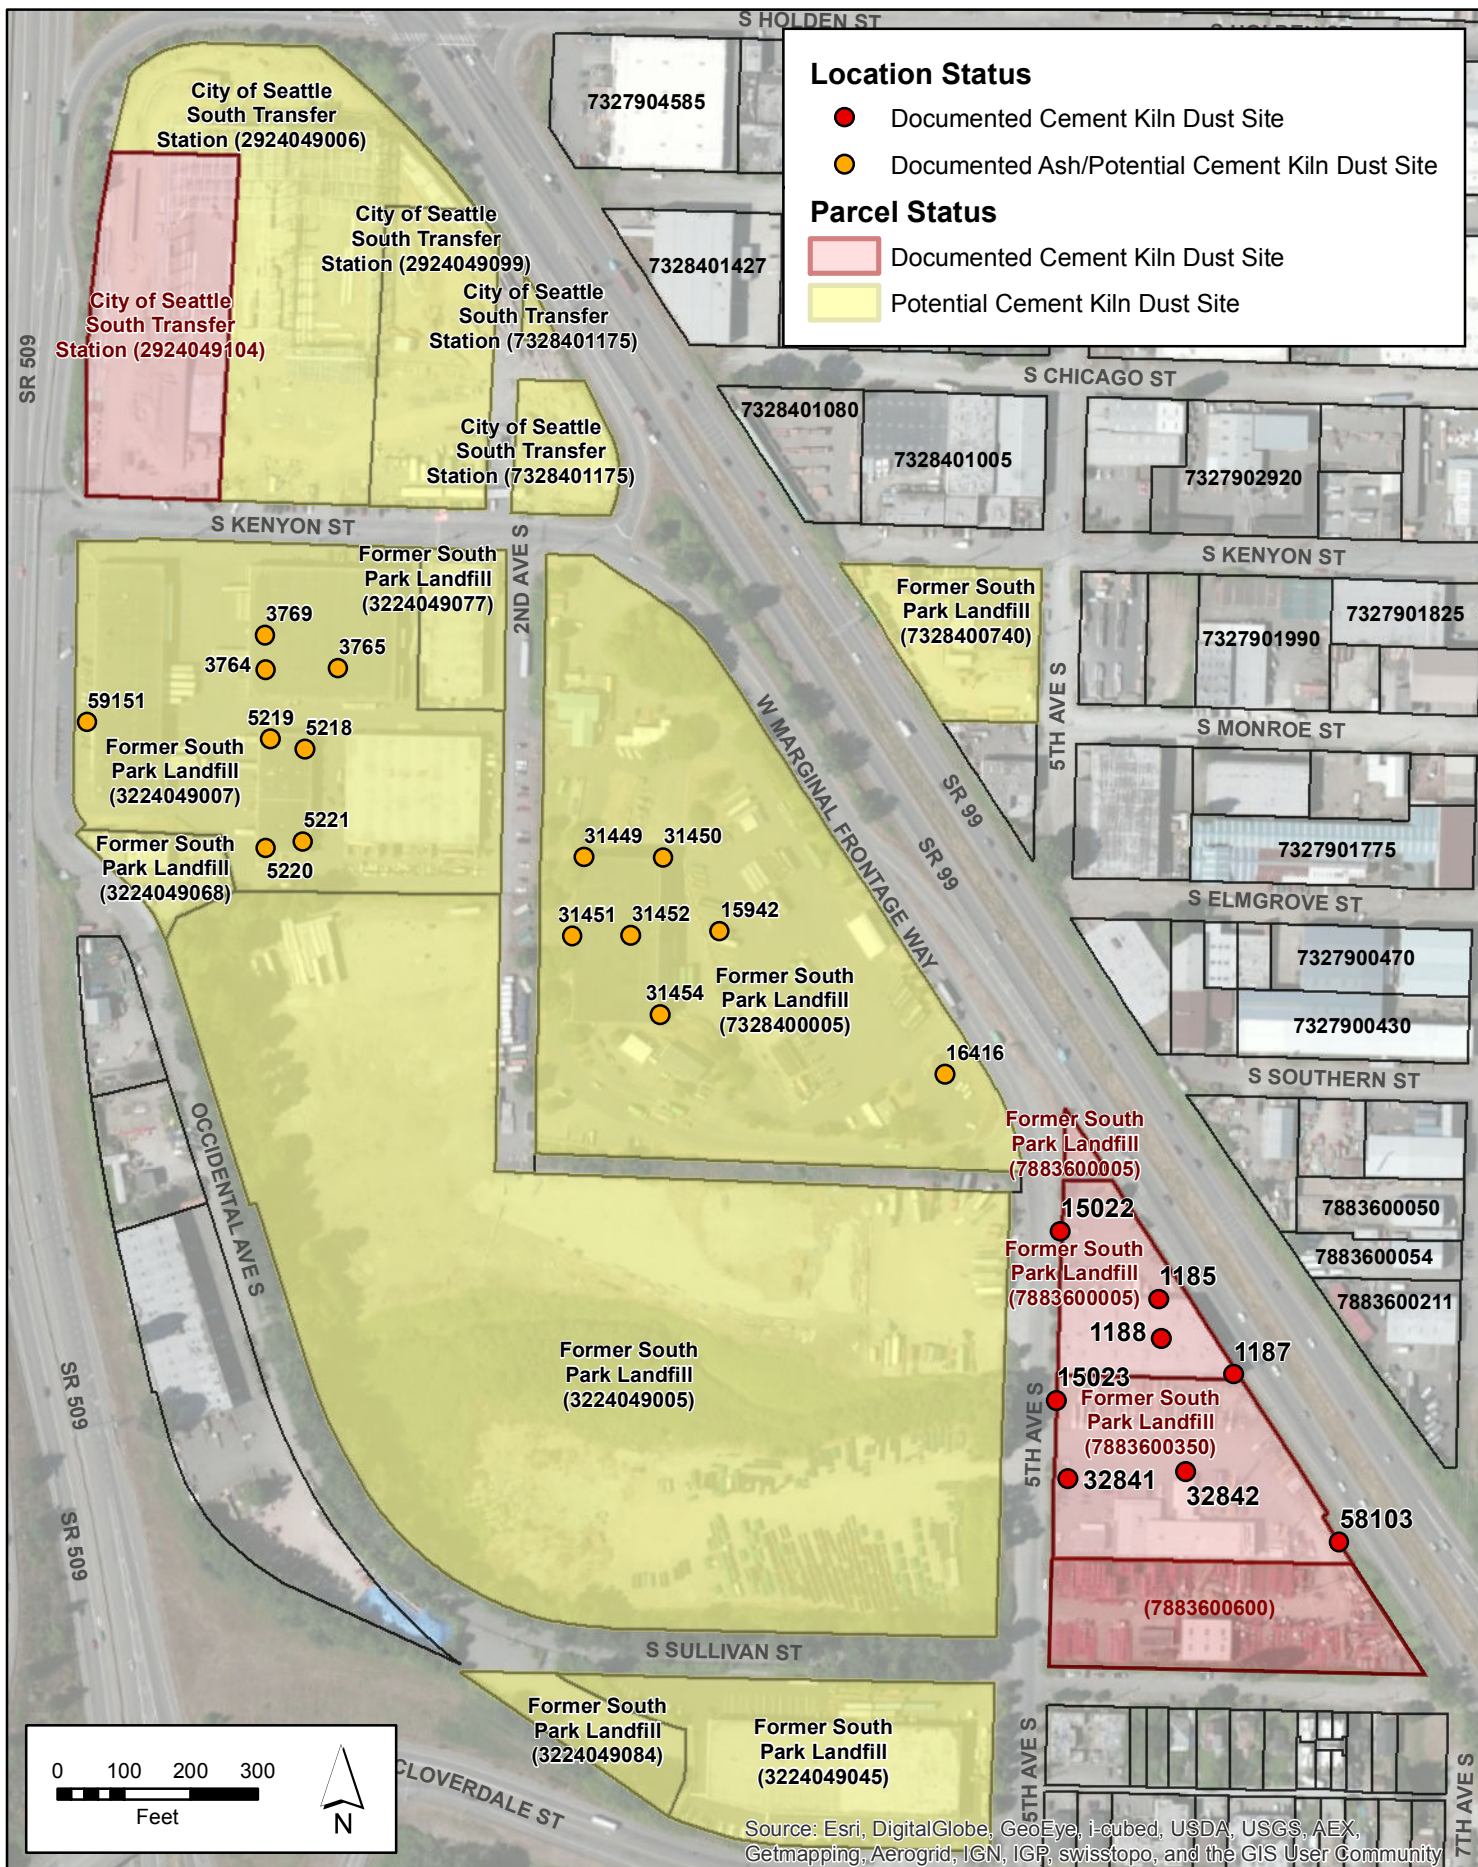 S HOLDEN ST
Location Status
Documented Cement Kiln Dust Site
Documented Ash/Potential Cement Kiln Dust Site
Parcel Status
Documented Cement Kiln Dust Site
Potential Cement Kiln Dust Site
City of Seattle
South Transfer
Station (2924049006)
7327904585
City of Seattle
South Transfer
Station (2924049099)
7328401427
City of Seattle
South Transfer
Station (7328401175)
City of Seattle
South Transfer
Station (2924049104)
SR 509
S CHICAGO ST
7328401080
7328401005
7327902920
City of Seattle
South Transfer
Station (7328401175)
S KENYON ST
2ND AVE S
S KENYON ST
Former South
Park Landfill
(3224049077)
Former South
Park Landfill
(7328400740)
7327901825
7327901990
3769
3764
3765
59151
5219
5218
Former South
Park Landfill
(3224049007)
5TH AVE S
S MONROE ST
W MARGINAL FRONTAGE WAY
SR 99
SR 99
5221
5220
Former South
Park Landfill
(3224049068)
31449
31450
7327901775
S ELMGROVE ST
31451
31452
15942
7327900470
Former South
Park Landfill
(7328400005)
31454
7327900430
16416
S SOUTHERN ST
OCCIDENTAL AVE S
Former South
Park Landfill
(7883600005)
15022
7883600050
Former South
Park Landfill
(7883600005)
7883600054
1185
7883600211
1188
1187
Former South
Park Landfill
(3224049005)
15023
5TH AVE S
Former South
Park Landfill
(7883600350)
SR 509
32841
32842
58103
SR 509
(7883600600)
S SULLIVAN ST
Former South
Park Landfill
(3224049084)
Former South
Park Landfill
(3224049045)
5TH AVE S
7TH AVE S
CLOVERDALE ST
0 100 200 300
Feet
N
Source: Esri, DigitalGlobe, GeoEye, i-cubed, USDA, USGS, AEX,
Getmapping, Aerogrid, IGN, IGP, swisstopo, and the GIS User Community